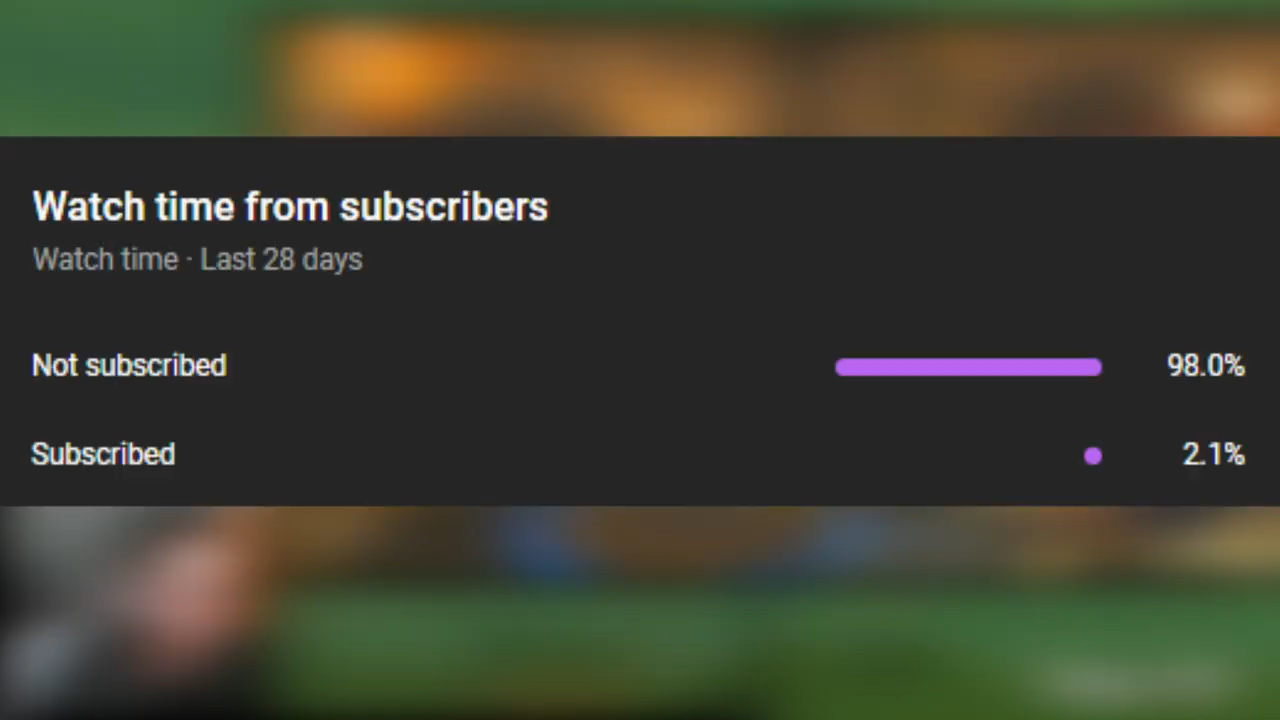 Watch time from subscribers
Watch time · Last 28 days
Not subscribed 98.0%
Subscribed 2.1%